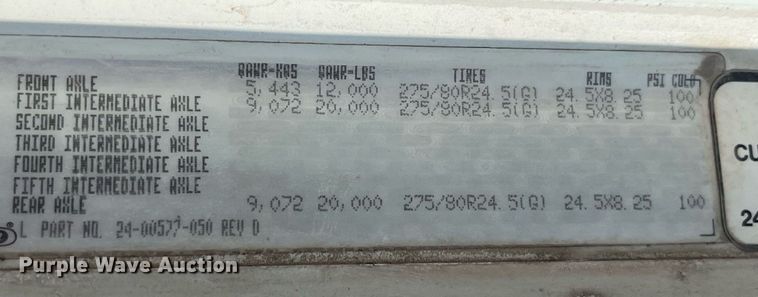 GAWR-KGS GAWR-LBS TIRES RIMS PSI COLD
FRONT AXLE 5,443 12,000 275/80R24.5(G) 24.5X8.25 100
FIRST INTERMEDIATE AXLE 9,072 20,000 275/80R24.5(G) 24.5X8.25 100
SECOND INTERMEDIATE AXLE
THIRD INTERMEDIATE AXLE
FOURTH INTERMEDIATE AXLE
FIFTH INTERMEDIATE AXLE
REAR AXLE 9,072 20,000 275/80R24.5(G) 24.5X8.25 100
L PART NO. 24-00577-050 REV D
CU
24
Purple Wave Auction